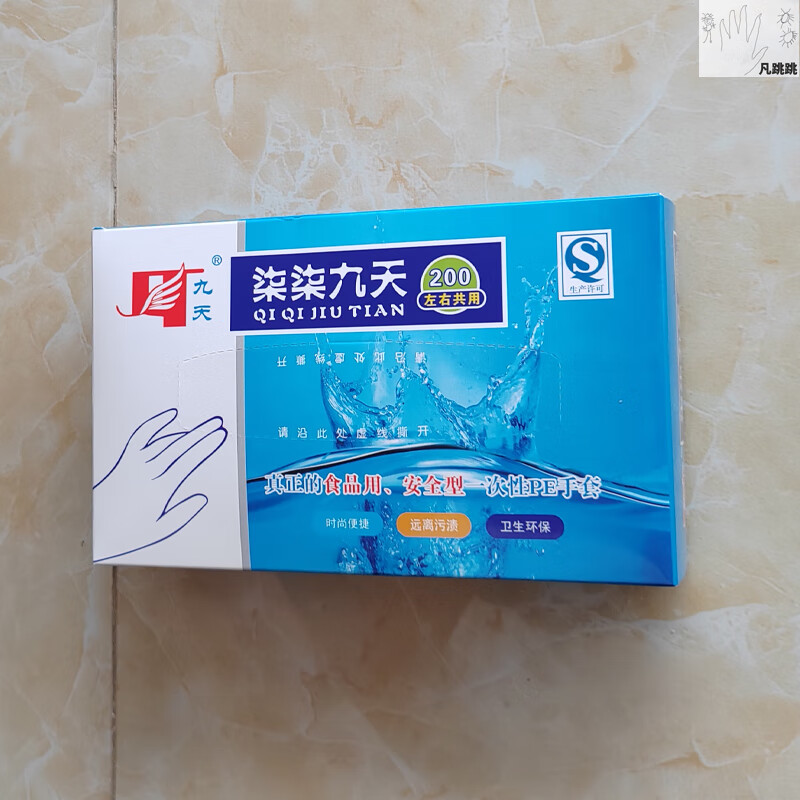 凡跳跳
九天®
柒柒九天
QI QI JIU TIAN
200
左右共用
S
生产许可
请沿此处虚线撕开
请沿此处虚线撕开
真正的食品用、安全型一次性PE手套
时尚便捷
远离污渍
卫生环保